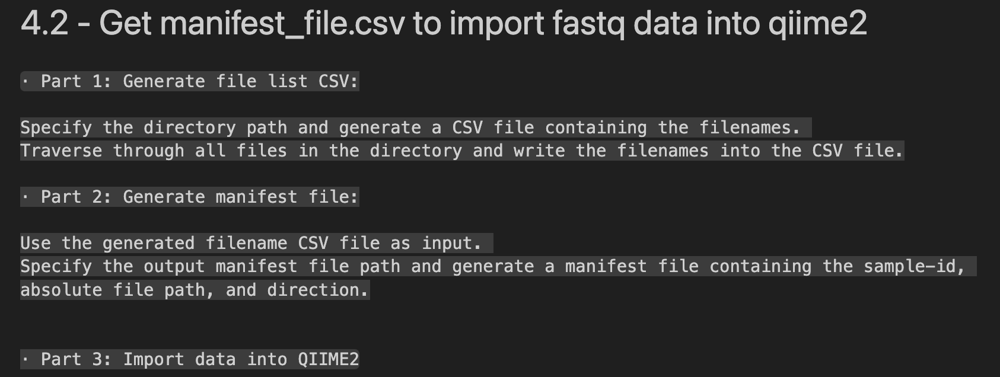 4.2 - Get manifest_file.csv to import fastq data into qiime2
· Part 1: Generate file list CSV:
Specify the directory path and generate a CSV file containing the filenames.
Traverse through all files in the directory and write the filenames into the CSV file.
· Part 2: Generate manifest file:
Use the generated filename CSV file as input.
Specify the output manifest file path and generate a manifest file containing the sample-id,
absolute file path, and direction.
· Part 3: Import data into QIIME2